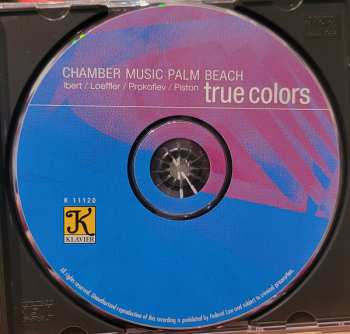 CHAMBER MUSIC PALM BEACH
Ibert / Loeffler / Prokofiev / Piston
true colors
K 11120
K
KLAVIER
All rights reserved. Unauthorized reproduction of this recording is prohibited by Federal Law and subject to criminal prosecution.